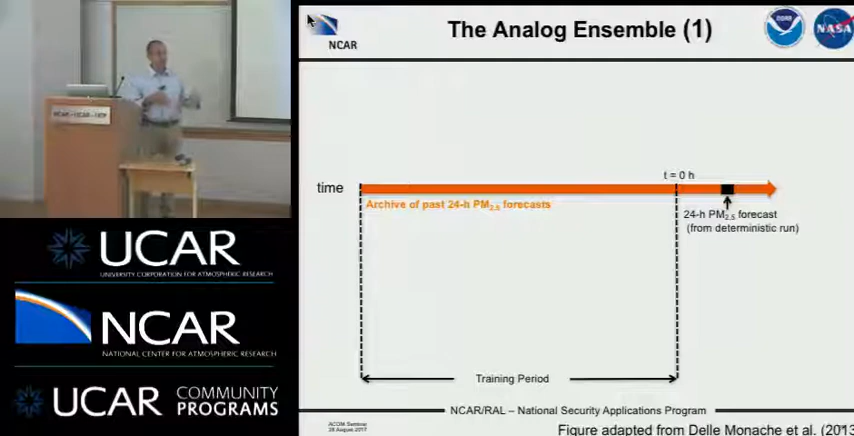 NCAR – UCAR –
UCAR
UNIVERSITY CORPORATION FOR ATMOSPHERIC RESEARCH
NCAR
NATIONAL CENTER FOR ATMOSPHERIC RESEARCH
UCAR COMMUNITY
PROGRAMS
NCAR
The Analog Ensemble (1)
NOAA
NASA
t = 0 h
time
Archive of past 24-h PM2.5 forecasts
24-h PM2.5 forecast
(from deterministic run)
Training Period
NCAR/RAL – National Security Applications Program
ACOM Seminar
28 August 2017
Figure adapted from Delle Monache et al. (2013